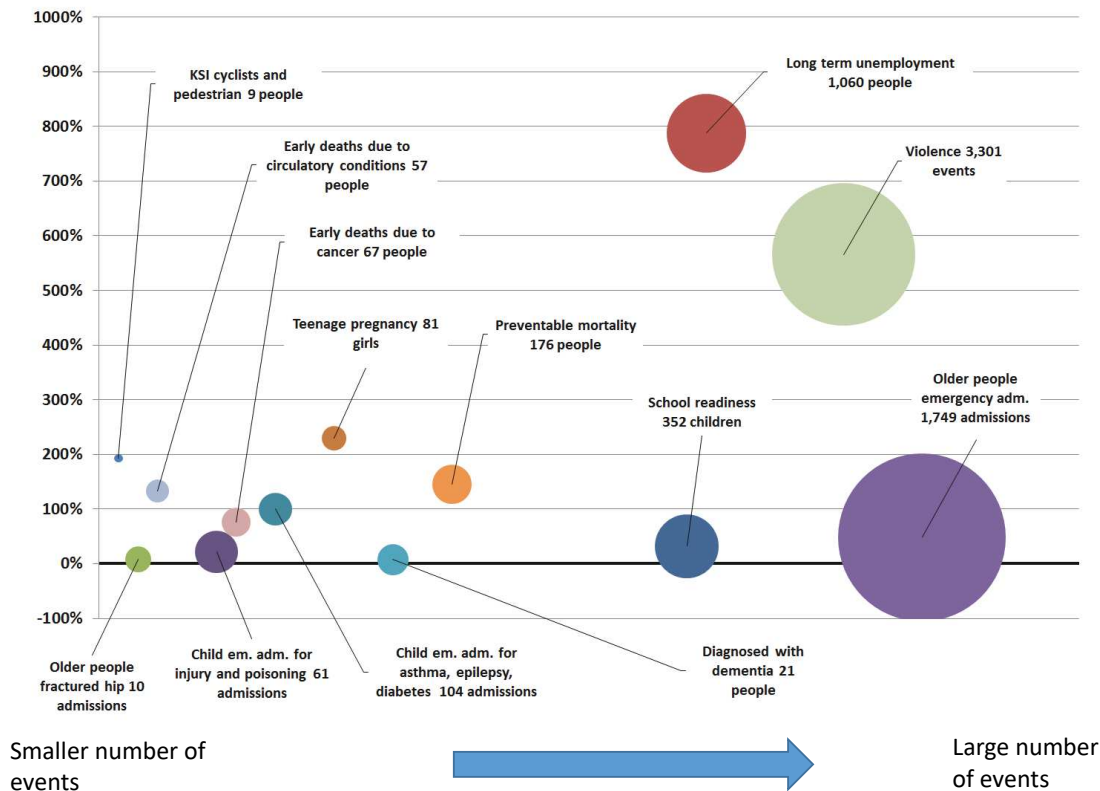 1000%
900%
800%
700%
600%
500%
400%
300%
200%
100%
0%
-100%
KSI cyclists and
pedestrian 9 people
Early deaths due to
circulatory conditions 57
people
Early deaths due to
cancer 67 people
Teenage pregnancy 81
girls
Preventable mortality
176 people
Long term unemployment
1,060 people
Violence 3,301
events
School readiness
352 children
Older people
emergency adm.
1,749 admissions
Older people
fractured hip 10
admissions
Child em. adm. for
injury and poisoning 61
admissions
Child em. adm. for
asthma, epilepsy,
diabetes 104 admissions
Diagnosed with
dementia 21
people
Smaller number of
events
Large number
of events